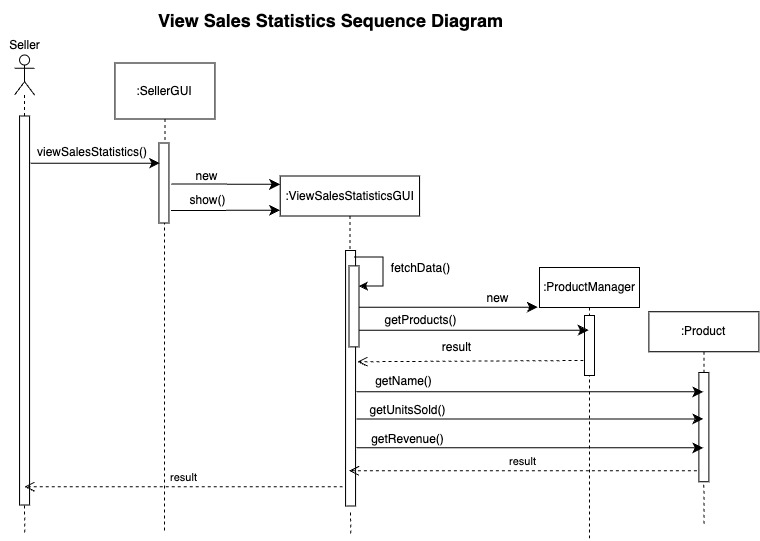 View Sales Statistics Sequence Diagram
Seller
:SellerGUI
viewSalesStatistics()
new
:ViewSalesStatisticsGUI
show()
fetchData()
:ProductManager
new
getProducts()
:Product
result
getName()
getUnitsSold()
getRevenue()
result
result